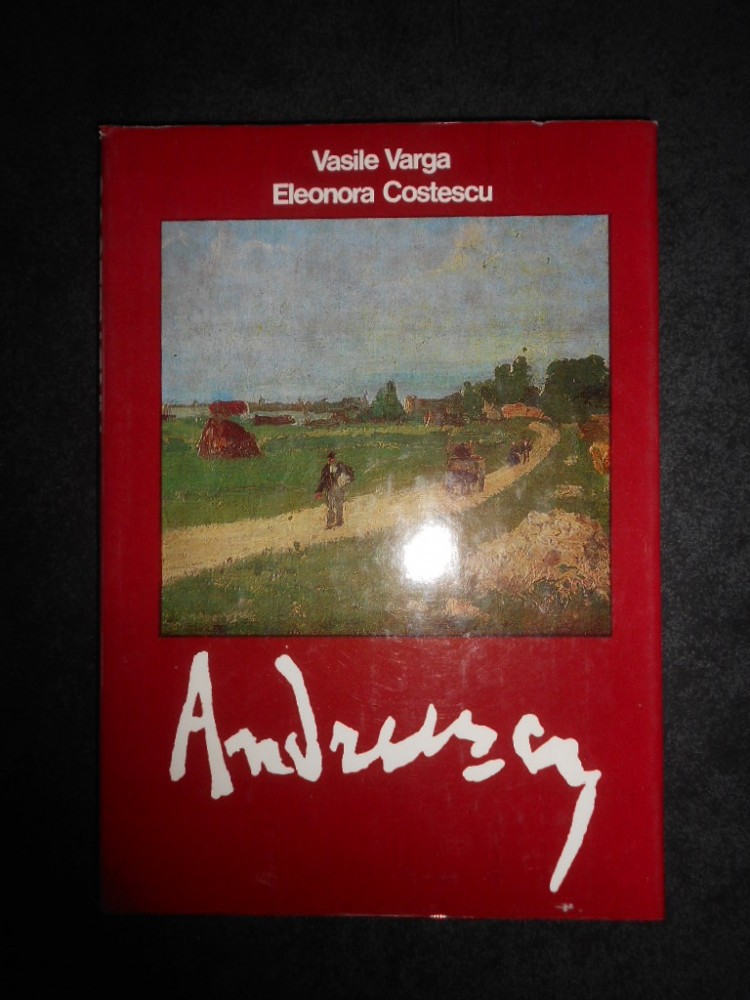 Vasile Varga
Eleonora Costescu
Andreescu